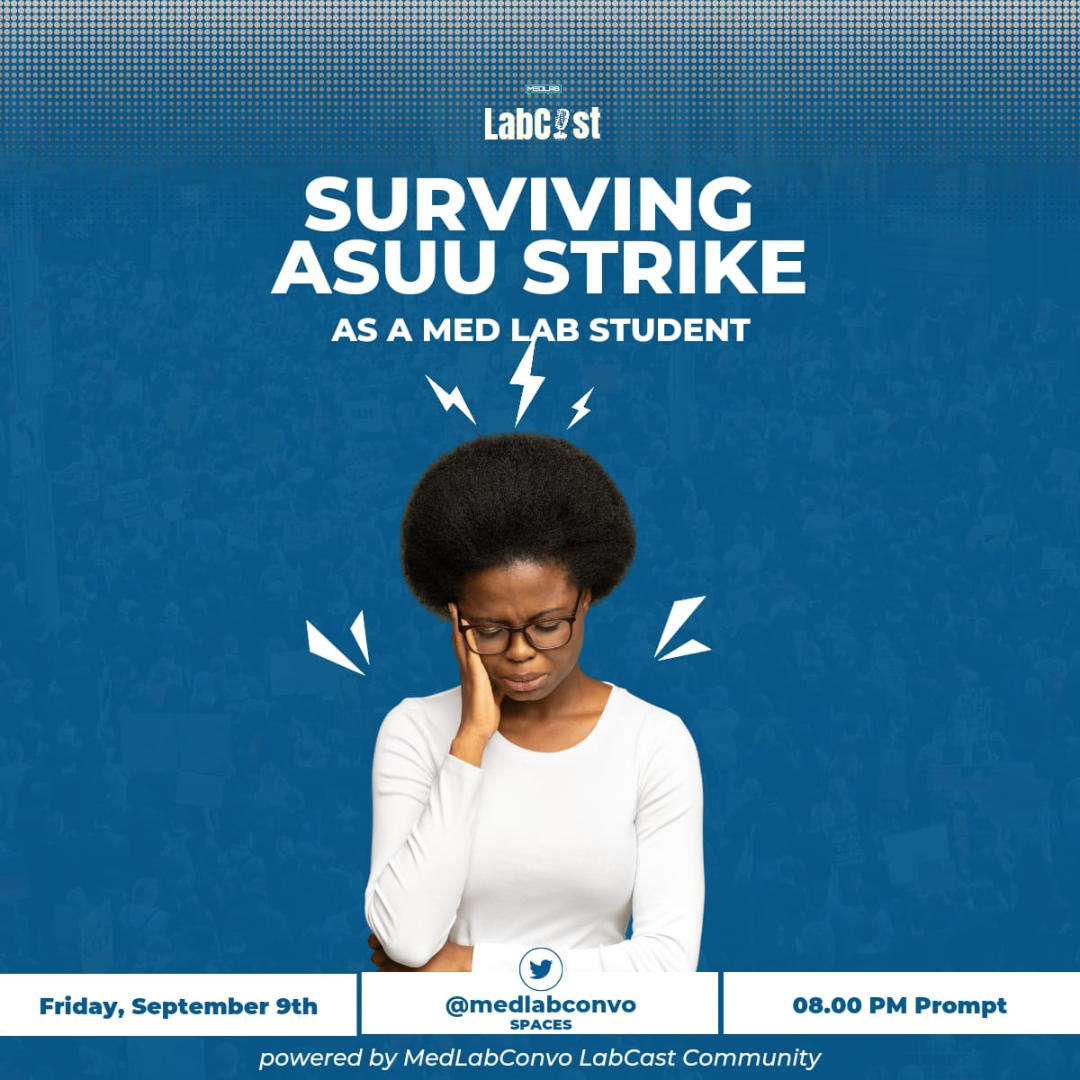 MEDLAB
LabCast
SURVIVING
ASUU STRIKE
AS A MED LAB STUDENT
Friday, September 9th
@medlabconvo
SPACES
08.00 PM Prompt
powered by MedLabConvo LabCast Community